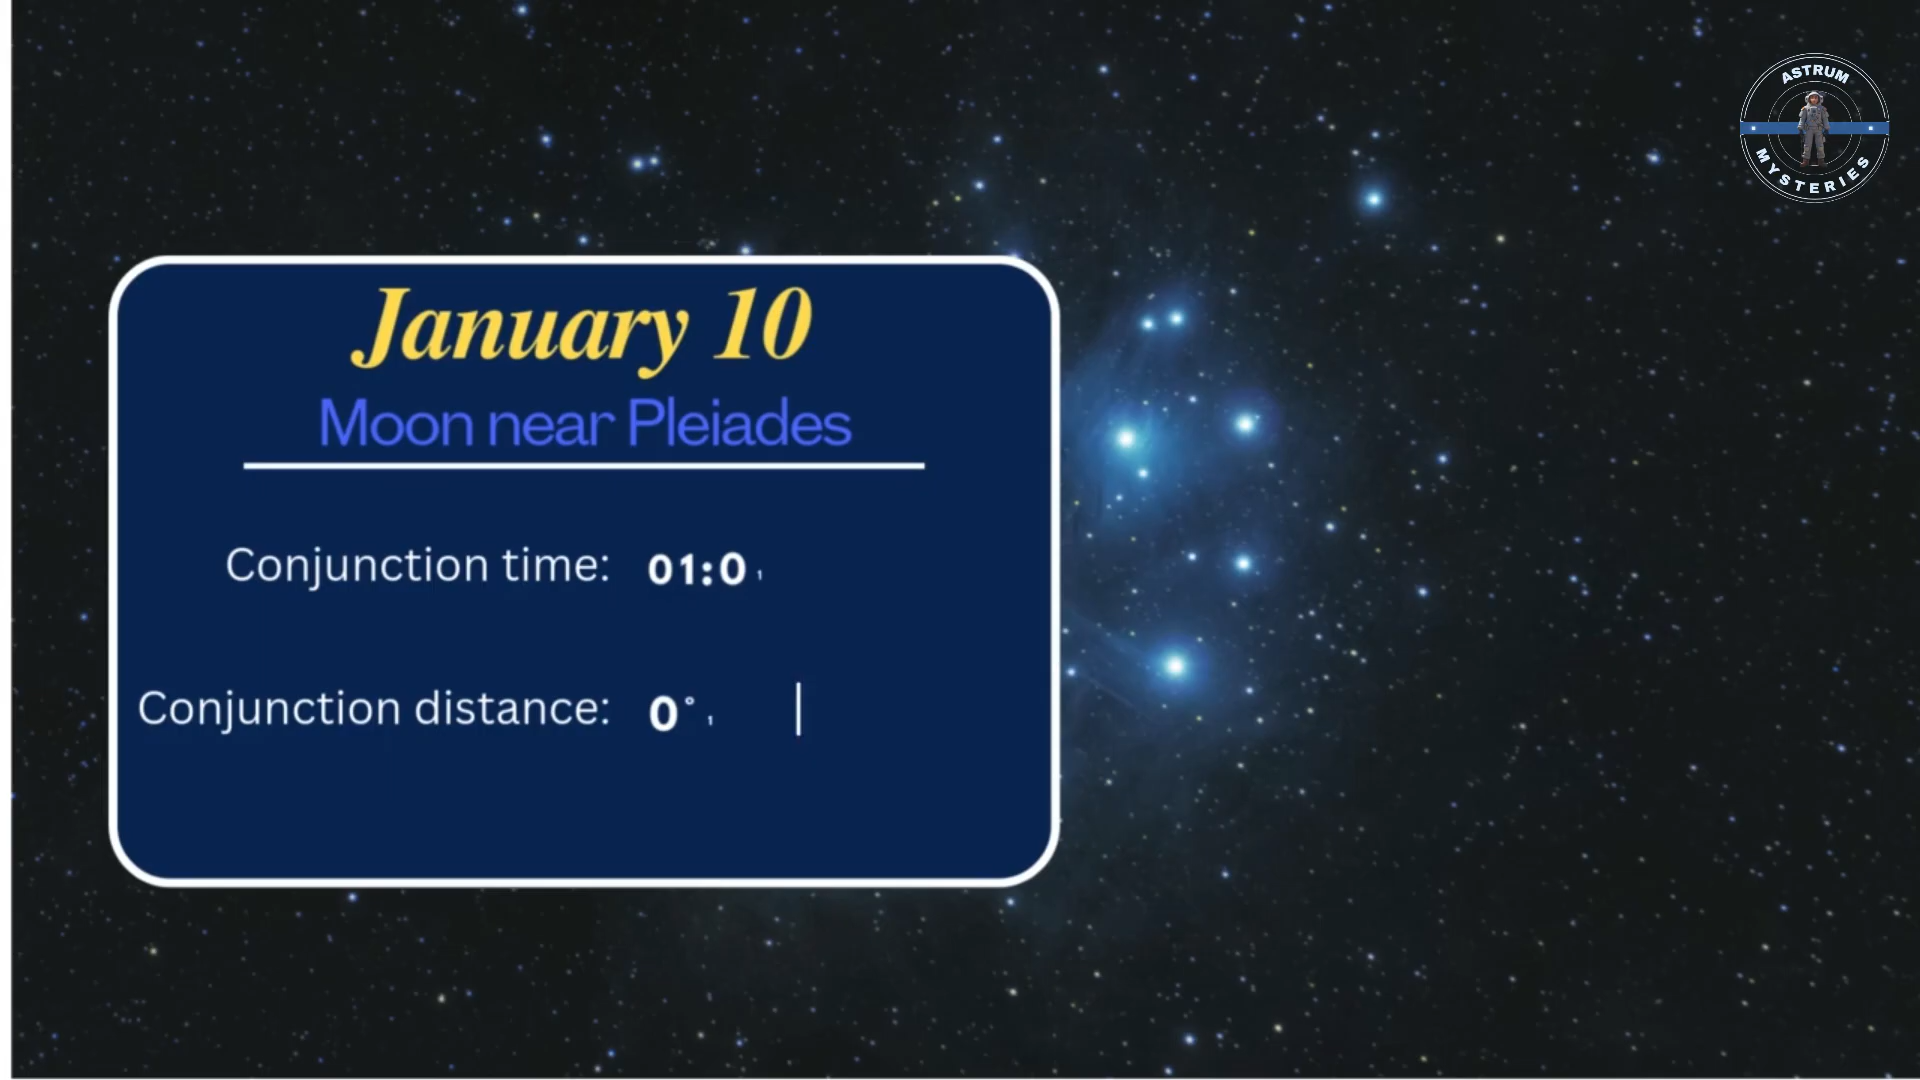 ASTRUM
MYSTERIES
January 10
Moon near Pleiades
Conjunction time: 01:0
Conjunction distance: 0°